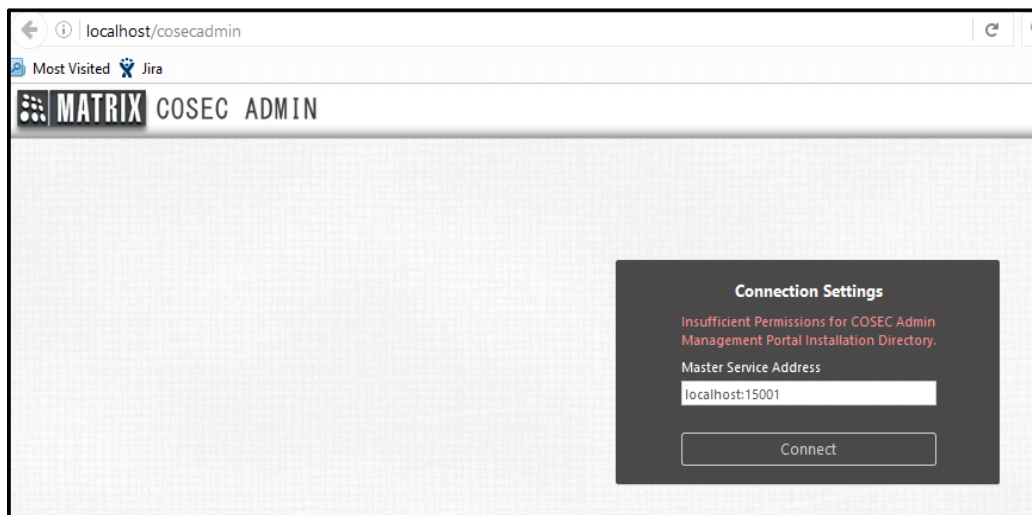 localhost/cosecadmin
Most Visited Jira
MATRIX COSEC ADMIN
Connection Settings
Insufficient Permissions for COSEC Admin
Management Portal Installation Directory.
Master Service Address
localhost:15001
Connect